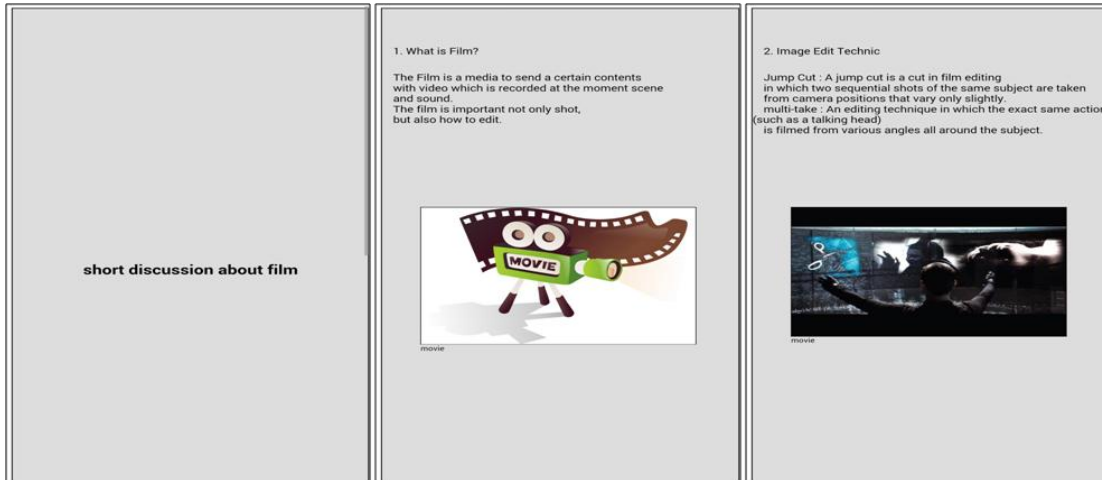 short discussion about film
1. What is Film?
The Film is a media to send a certain contents
with video which is recorded at the moment scene
and sound.
The film is important not only shot,
but also how to edit.
MOVIE
movie
2. Image Edit Technic
Jump Cut : A jump cut is a cut in film editing
in which two sequential shots of the same subject are taken
from camera positions that vary only slightly.
multi-take : An editing technique in which the exact same action
(such as a talking head)
is filmed from various angles all around the subject.
movie